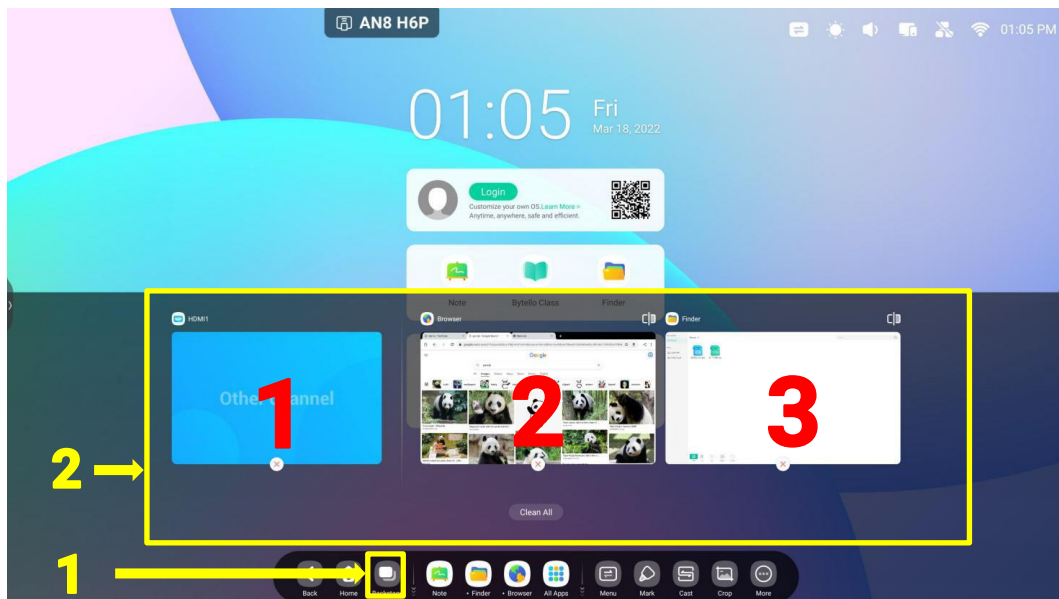 AN8 H6P
01:05 PM
01:05 Fri
Mar 18, 2022
Login
Customize your own OS.Learn More >
Anytime, anywhere, safe and efficient.
Note Bytello Class Finder
HDMI1 Browser Finder
Other Channel
Google
1 2 3
2
Clean All
1
Back Home Backstage Note • Finder • Browser All Apps Menu Mark Cast Crop More